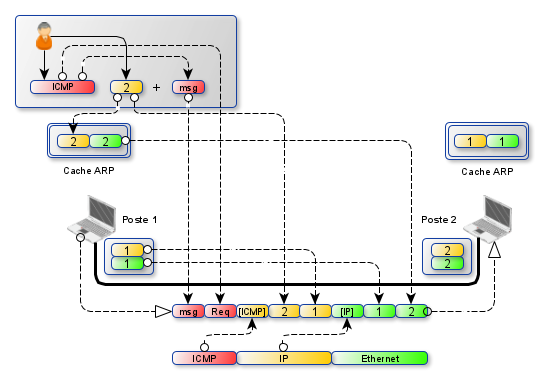 ICMP 2 + msg
2 2
Cache ARP
1 1
Cache ARP
Poste 1
1
1
Poste 2
2
2
msg Req [ICMP] 2 1 [IP] 1 2
ICMP IP Ethernet